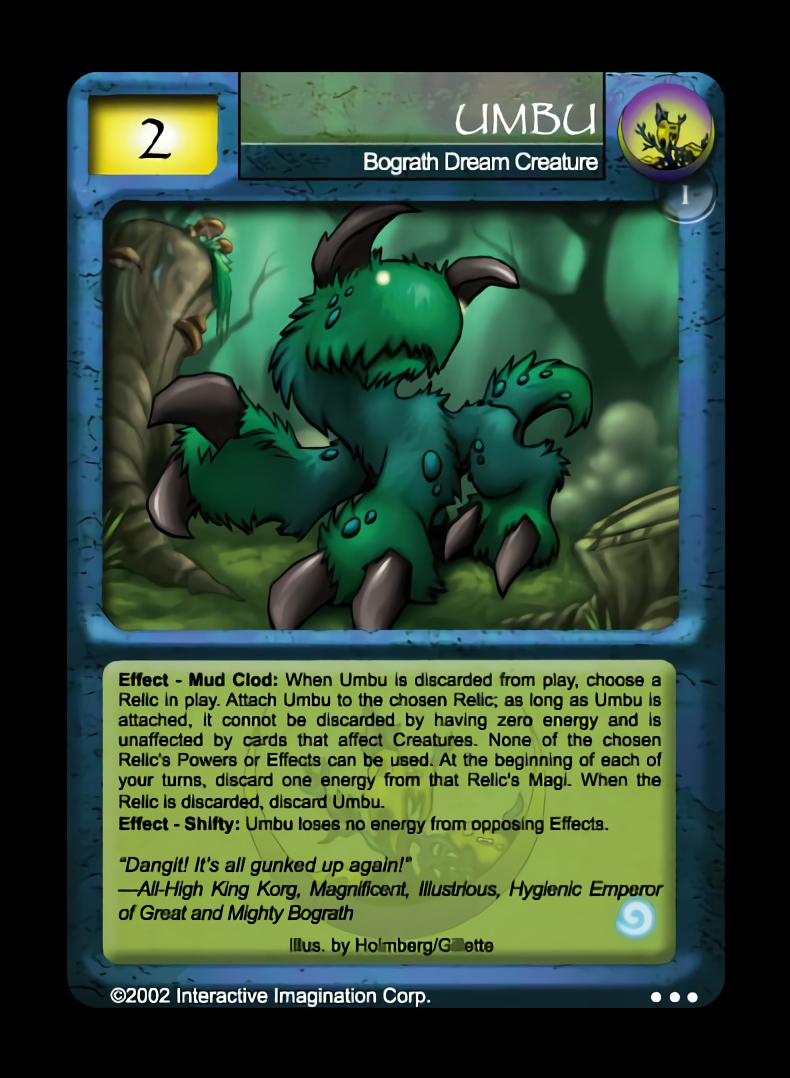 2
UMBU
Bograth Dream Creature
1
Effect - Mud Clod: When Umbu is discarded from play, choose a
Relic in play. Attach Umbu to the chosen Relic; as long as Umbu is
attached, it connot be discarded by having zero energy and is
unaffected by cards that affect Creatures. None of the chosen
Relic's Powers or Effects can be used. At the beginning of each of
your turns, discard one energy from that Relic's Magi. When the
Relic is discarded, discard Umbu.
Effect - Shifty: Umbu loses no energy from opposing Effects.
"Dangit! It's all gunked up again!"
—All-High King Korg, Magnificent, Illustrious, Hygienic Emperor
of Great and Mighty Bograth
Illus. by
©2002 Interactive Imagination Corp.